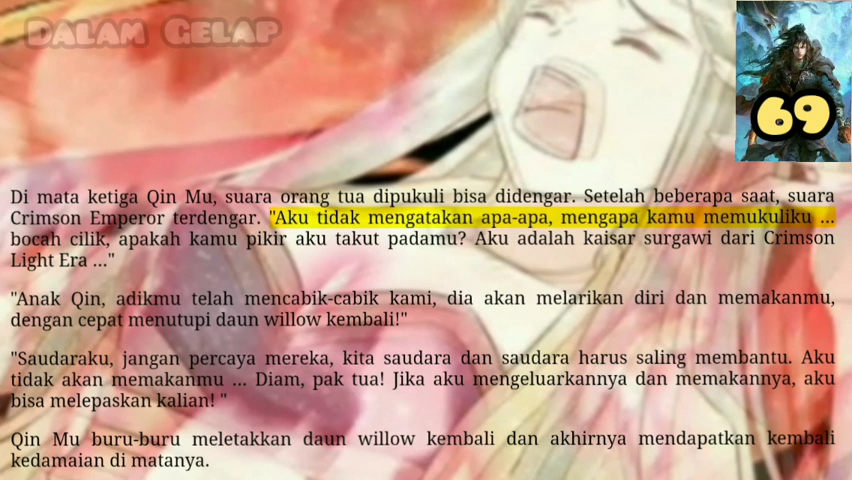 DALAM GELAP
69
Di mata ketiga Qin Mu, suara orang tua dipukuli bisa didengar. Setelah beberapa saat, suara
Crimson Emperor terdengar. "Aku tidak mengatakan apa-apa, mengapa kamu memukuliku ...
bocah cilik, apakah kamu pikir aku takut padamu? Aku adalah kaisar surgawi dari Crimson
Light Era ..."
"Anak Qin, adikmu telah mencabik-cabik kami, dia akan melarikan diri dan memakanmu,
dengan cepat menutupi daun willow kembali!"
"Saudaraku, jangan percaya mereka, kita saudara dan saudara harus saling membantu. Aku
tidak akan memakanmu ... Diam, pak tua! Jika aku mengeluarkannya dan memakannya, aku
bisa melepaskan kalian! "
Qin Mu buru-buru meletakkan daun willow kembali dan akhirnya mendapatkan kembali
kedamaian di matanya.